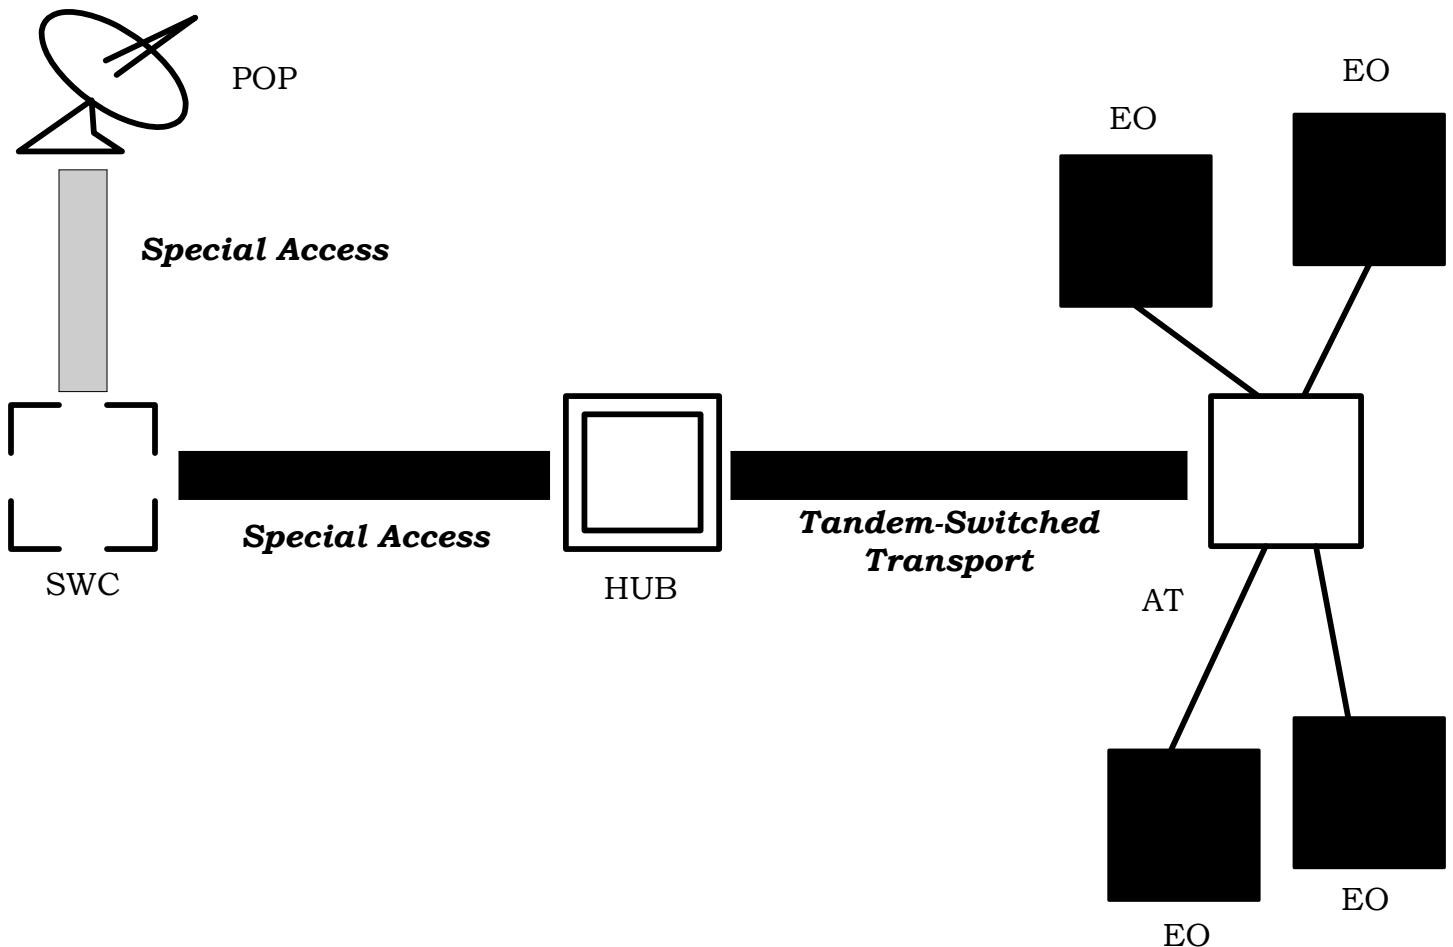 POP
EO
EO
Special Access
Special Access
Tandem-Switched
Transport
SWC
HUB
AT
EO
EO